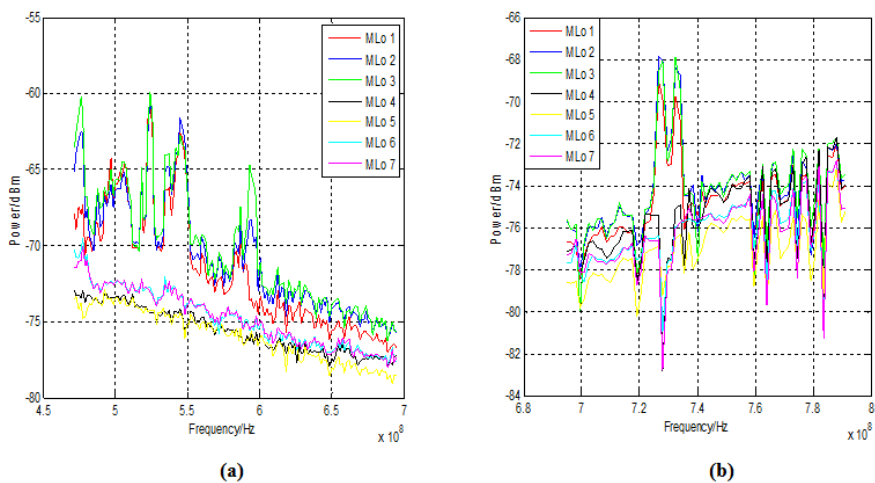 -55
-60
-65
-70
-75
-80
Power/dBm
4.5
5
5.5
6
6.5
7
x 10^8
Frequency/Hz
MLo 1
MLo 2
MLo 3
MLo 4
MLo 5
MLo 6
MLo 7
(a)
-66
-68
-70
-72
-74
-76
-78
-80
-82
-84
Power/dBm
6.8
7
7.2
7.4
7.6
7.8
8
x 10^8
Frequency/Hz
MLo 1
MLo 2
MLo 3
MLo 4
MLo 5
MLo 6
MLo 7
(b)